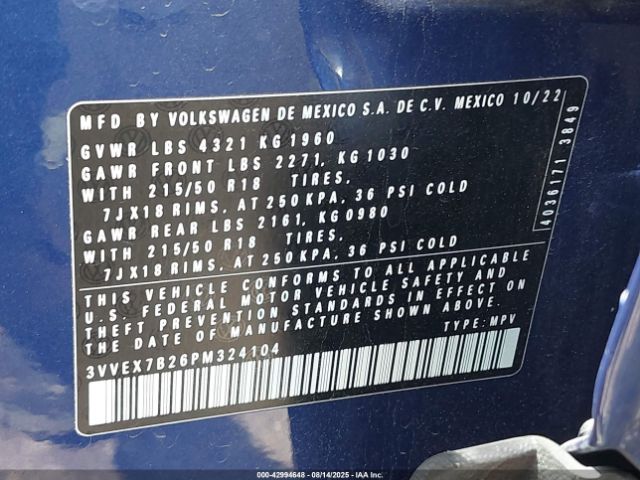 MFD BY VOLKSWAGEN DE MEXICO S.A. DE C.V. MEXICO 10/22
GVWR LBS 4321 KG 1960
GAWR FRONT LBS 2271, KG 1030
WITH 215/50 R18 TIRES,
7JX18 RIMS, AT 250 KPA, 36 PSI COLD
GAWR REAR LBS 2161, KG0980
WITH 215/50 R18 TIRES,
7JX18 RIMS, AT 250 KPA, 36 PSI COLD
THIS VEHICLE CONFORMS TO ALL APPLICABLE
U.S. FEDERAL MOTOR VEHICLE SAFETY AND
THEFT PREVENTION STANDARDS IN EFFECT ON
THE DATE OF MANUFACTURE SHOWN ABOVE.
TYPE: MPV
3VVEX7B26PM324104
4036171 3849
000-42994648 - 08/14/2025 - IAAI.COM